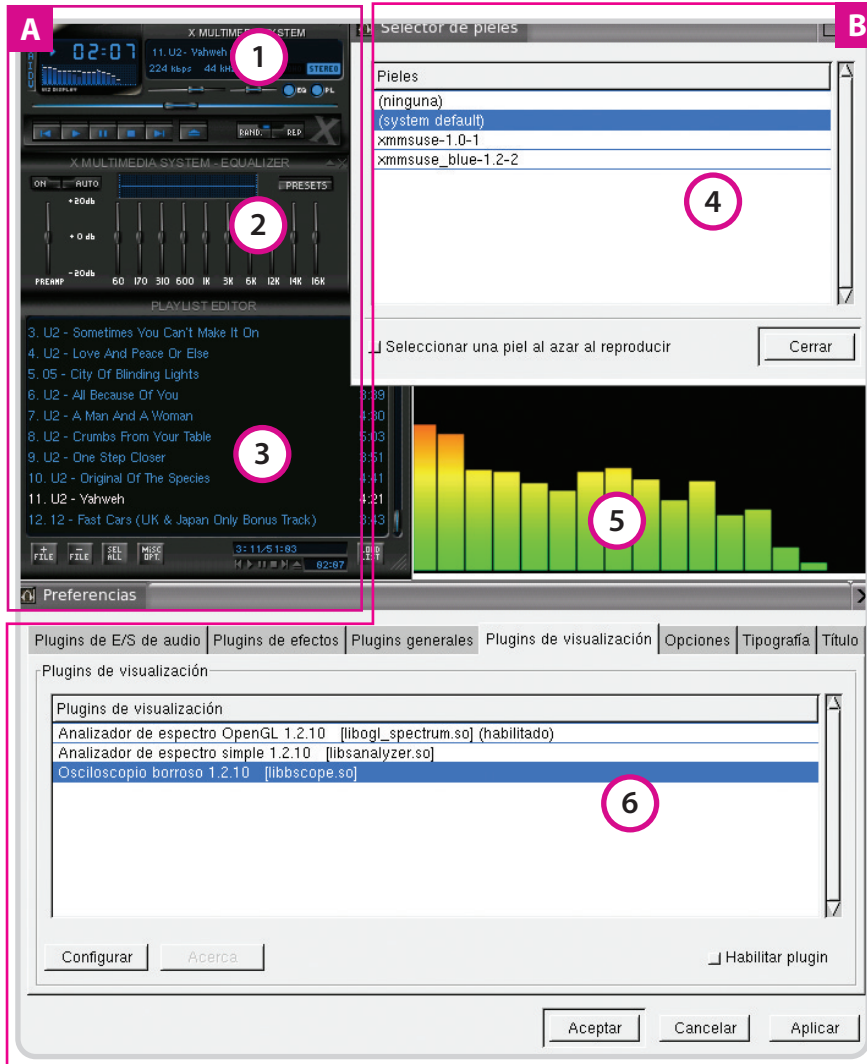 A
B
X MULTIMEDIA SYSTEM
02:07
11. U2 - Yahweh
224 kbps 44 kHz
STEREO
EQ PL
RAND. REP
1
X MULTIMEDIA SYSTEM - EQUALIZER
ON AUTO PRESETS
+20db
+0 db
-20db
PREAMP 60 170 310 600 1K 3K 6K 12K 14K 16K
2
PLAYLIST EDITOR
3. U2 - Sometimes You Can't Make It On
4. U2 - Love And Peace Or Else
5. 05 - City Of Blinding Lights
6. U2 - All Because Of You 3:39
7. U2 - A Man And A Woman 4:30
8. U2 - Crumbs From Your Table 5:03
9. U2 - One Step Closer 3:51
10. U2 - Original Of The Species 4:41
11. U2 - Yahweh 4:21
12. 12 - Fast Cars (UK & Japan Only Bonus Track) 3:43
3
+ FILE - FILE SEL ALL MISC OPT. 3:11/51:03 LOAD LIST
02:07
Selector de pieles
Pieles
(ninguna)
(system default)
xmmsuse-1.0-1
xmmsuse_blue-1.2-2
4
Seleccionar una piel al azar al reproducir Cerrar
5
Preferencias
Plugins de E/S de audio Plugins de efectos Plugins generales Plugins de visualización Opciones Tipografía Título
Plugins de visualización
Plugins de visualización
Analizador de espectro OpenGL 1.2.10 [libogl_spectrum.so] (habilitado)
Analizador de espectro simple 1.2.10 [libsanalyzer.so]
Osciloscopio borroso 1.2.10 [libbscope.so]
6
Configurar Acerca Habilitar plugin
Aceptar Cancelar Aplicar